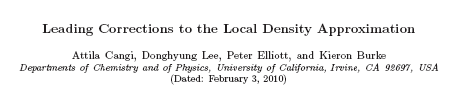 Leading Corrections to the Local Density Approximation
Attila Cangi, Donghyung Lee, Peter Elliott, and Kieron Burke
Departments of Chemistry and of Physics, University of California, Irvine, CA 92697, USA
(Dated: February 3, 2010)